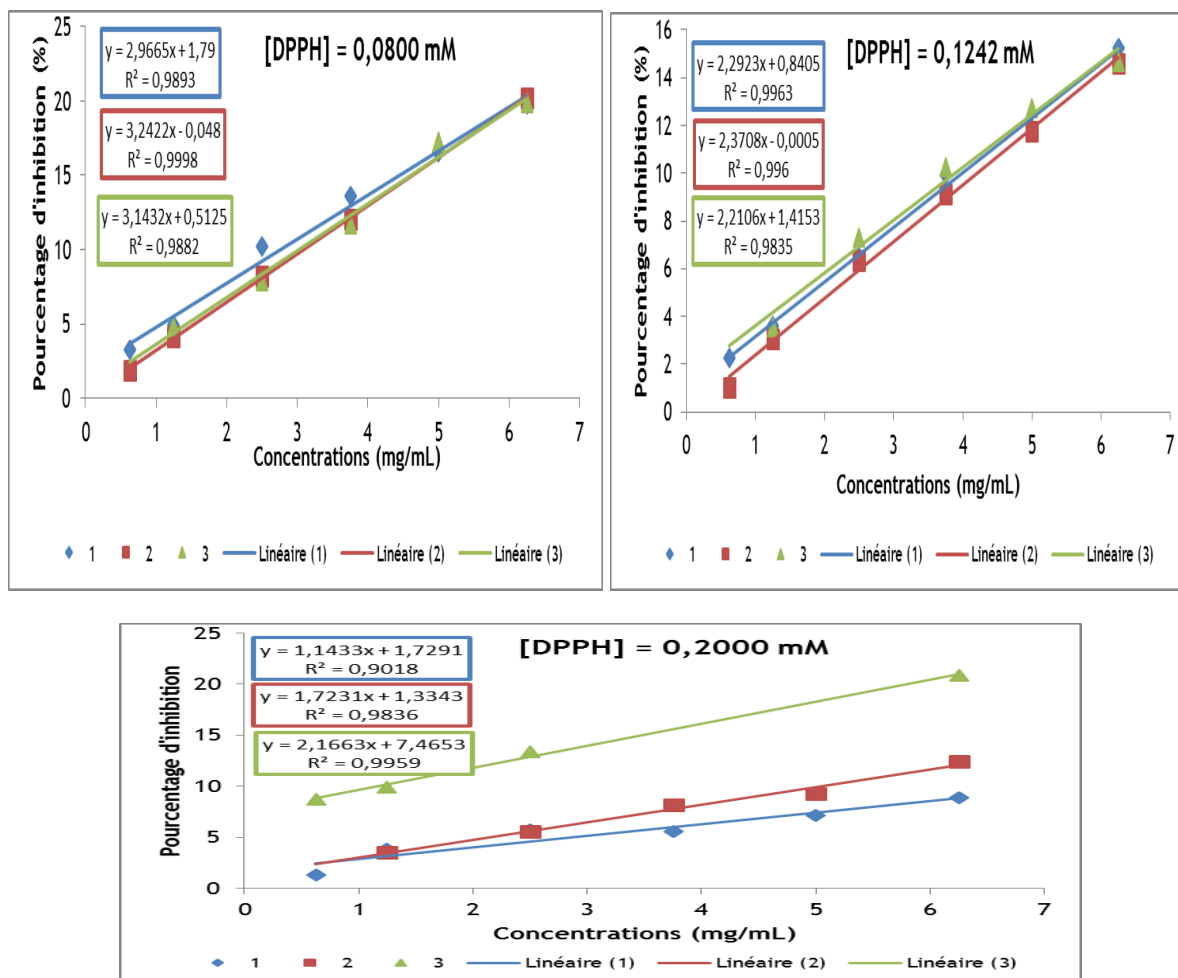 [DPPH] = 0,0800 mM
y = 2,9665x + 1,79
R² = 0,9893
y = 3,2422x - 0,048
R² = 0,9998
y = 3,1432x + 0,5125
R² = 0,9882
Pourcentage d'inhibition (%)
25
20
15
10
5
0
0 1 2 3 4 5 6 7
Concentrations (mg/mL)
1 2 3 Linéaire (1) Linéaire (2) Linéaire (3)
[DPPH] = 0,1242 mM
y = 2,2923x + 0,8405
R² = 0,9963
y = 2,3708x - 0,0005
R² = 0,996
y = 2,2106x + 1,4153
R² = 0,9835
Pourcentage d'inhibition (%)
16
14
12
10
8
6
4
2
0
0 1 2 3 4 5 6 7
Concentrations (mg/mL)
1 2 3 Linéaire (1) Linéaire (2) Linéaire (3)
[DPPH] = 0,2000 mM
y = 1,1433x + 1,7291
R² = 0,9018
y = 1,7231x + 1,3343
R² = 0,9836
y = 2,1663x + 7,4653
R² = 0,9959
Pourcentage d'inhibition
25
20
15
10
5
0
0 1 2 3 4 5 6 7
Concentrations (mg/mL)
1 2 3 Linéaire (1) Linéaire (2) Linéaire (3)